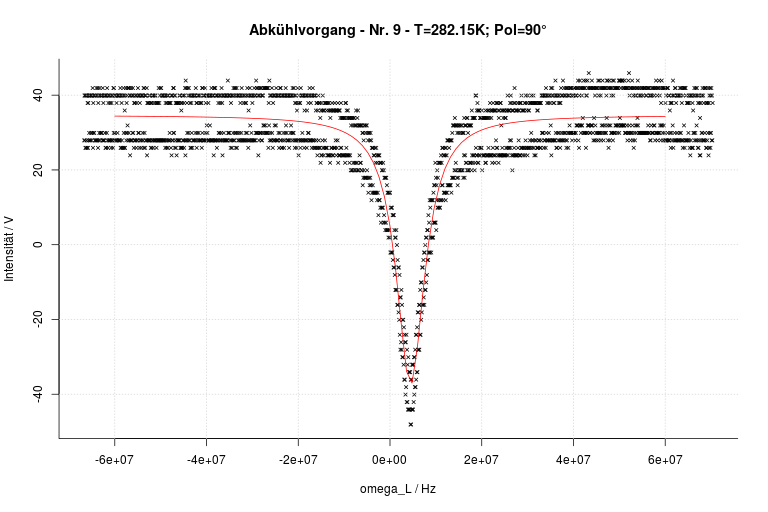 Abkühlvorgang - Nr. 9 - T=282.15K; Pol=90°
Intensität / V
40
20
0
-20
-40
-6e+07 -4e+07 -2e+07 0e+00 2e+07 4e+07 6e+07
omega_L / Hz